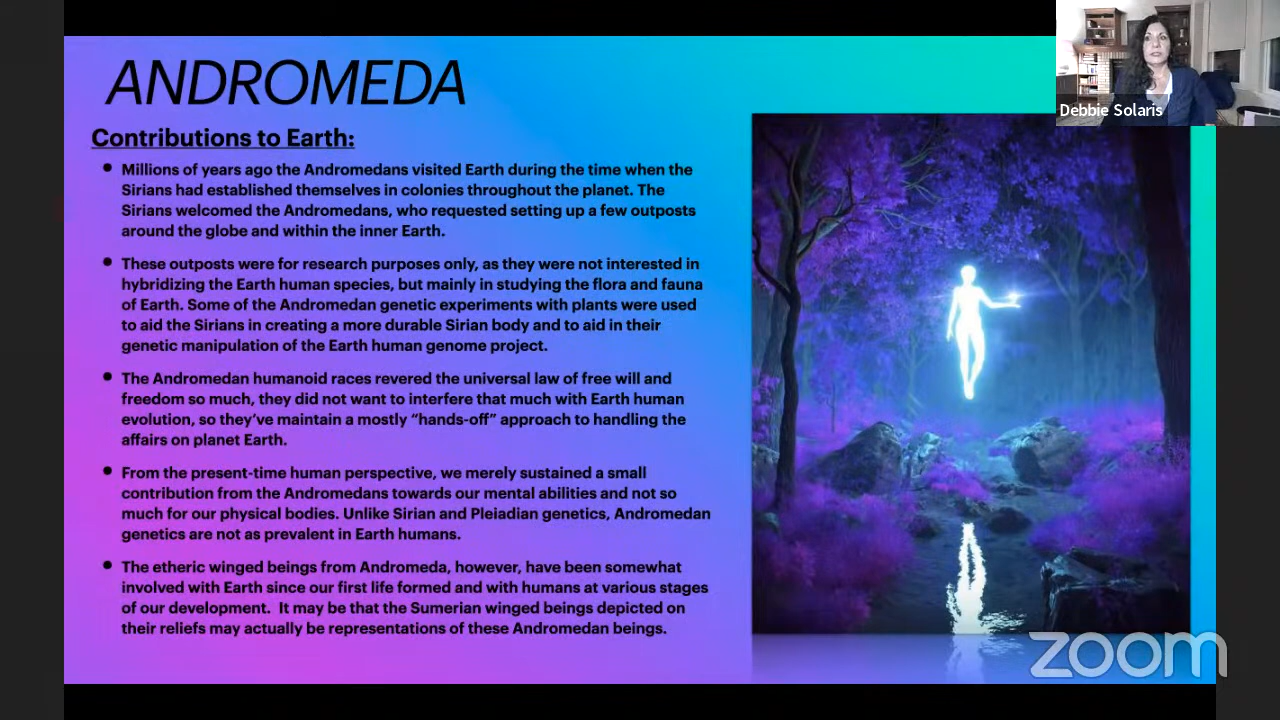 ANDROMEDA
Debbie Solaris
Contributions to Earth:
• Millions of years ago the Andromedans visited Earth during the time when the
Sirians had established themselves in colonies throughout the planet. The
Sirians welcomed the Andromedans, who requested setting up a few outposts
around the globe and within the inner Earth.
• These outposts were for research purposes only, as they were not interested in
hybridizing the Earth human species, but mainly in studying the flora and fauna
of Earth. Some of the Andromedan genetic experiments with plants were used
to aid the Sirians in creating a more durable Sirian body and to aid in their
genetic manipulation of the Earth human genome project.
• The Andromedan humanoid races revered the universal law of free will and
freedom so much, they did not want to interfere that much with Earth human
evolution, so they’ve maintain a mostly “hands-off” approach to handling the
affairs on planet Earth.
• From the present-time human perspective, we merely sustained a small
contribution from the Andromedans towards our mental abilities and not so
much for our physical bodies. Unlike Sirian and Pleiadian genetics, Andromedan
genetics are not as prevalent in Earth humans.
• The etheric winged beings from Andromeda, however, have been somewhat
involved with Earth since our first life formed and with humans at various stages
of our development.  It may be that the Sumerian winged beings depicted on
their reliefs may actually be representations of these Andromedan beings.
zoom